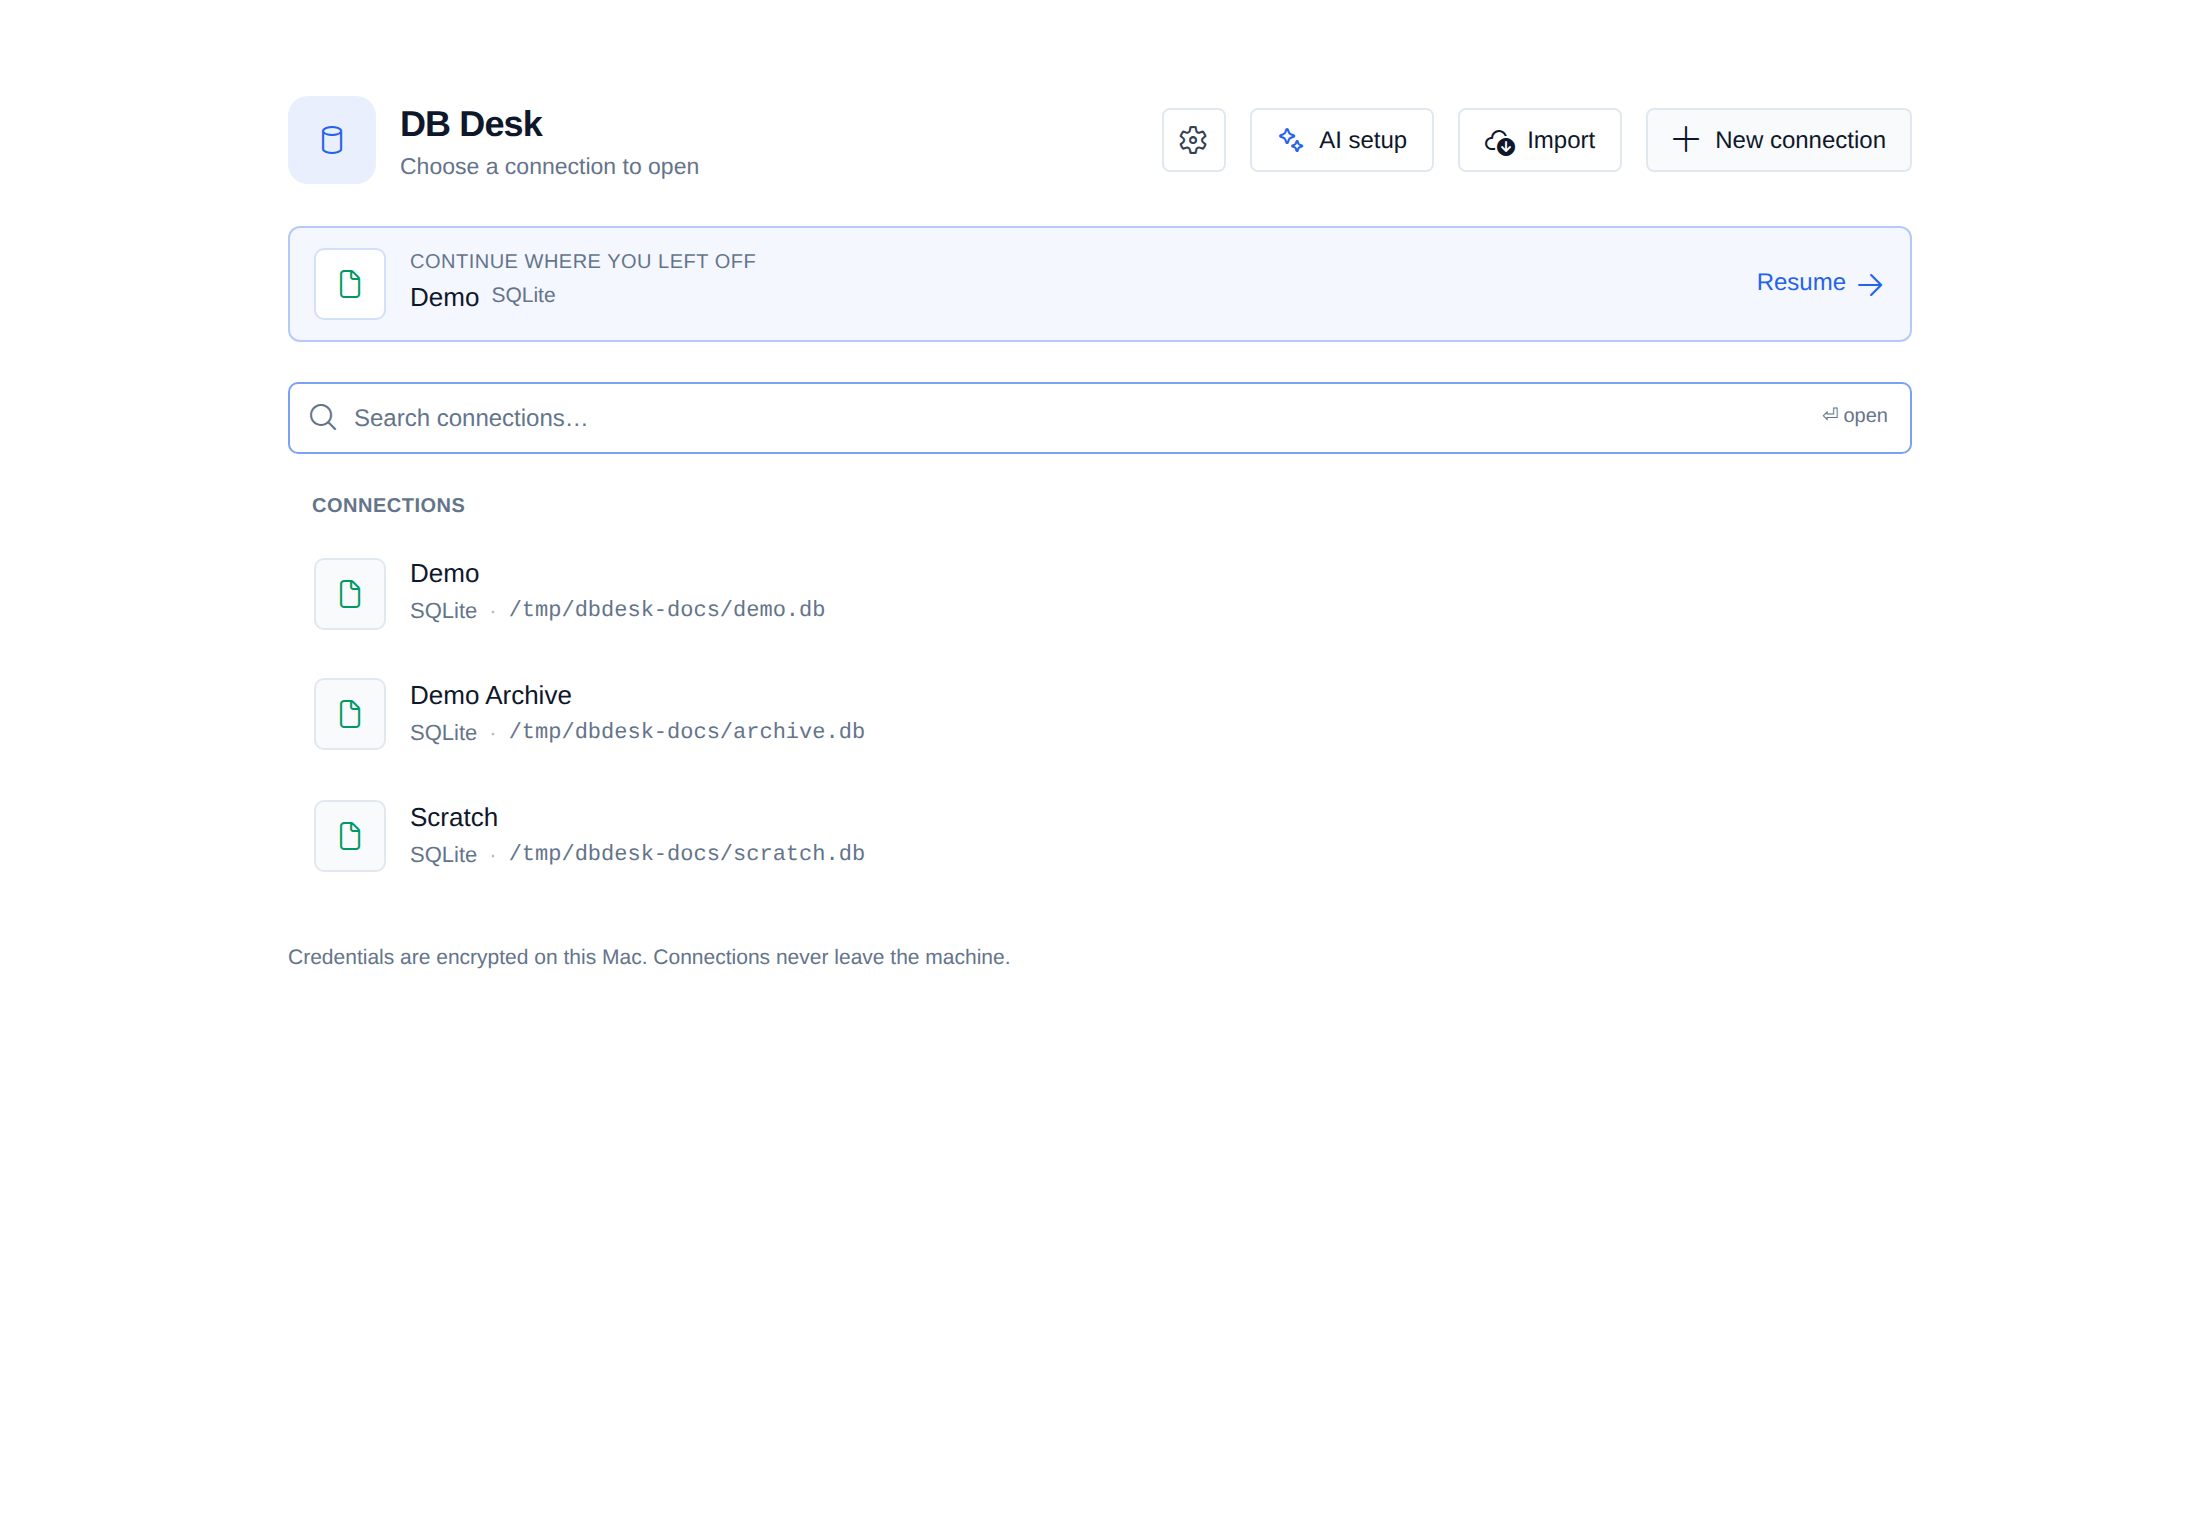 DB Desk
Choose a connection to open
AI setup
Import
New connection
CONTINUE WHERE YOU LEFT OFF
Demo SQLite
Resume
Search connections…
⏎ open
CONNECTIONS
Demo
SQLite · /tmp/dbdesk-docs/demo.db
Demo Archive
SQLite · /tmp/dbdesk-docs/archive.db
Scratch
SQLite · /tmp/dbdesk-docs/scratch.db
Credentials are encrypted on this Mac. Connections never leave the machine.